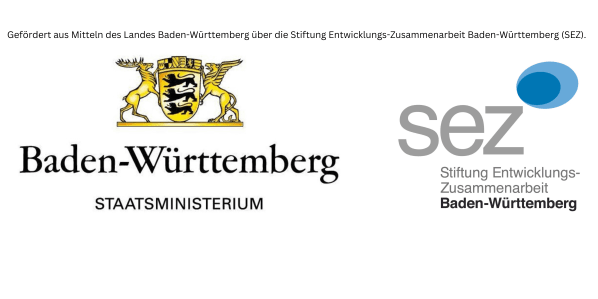 Gefördert aus Mitteln des Landes Baden-Württemberg über die Stiftung Entwicklungs-Zusammenarbeit Baden-Württemberg (SEZ).
Baden-Württemberg
STAATSMINISTERIUM
sez
Stiftung Entwicklungs-
Zusammenarbeit
Baden-Württemberg